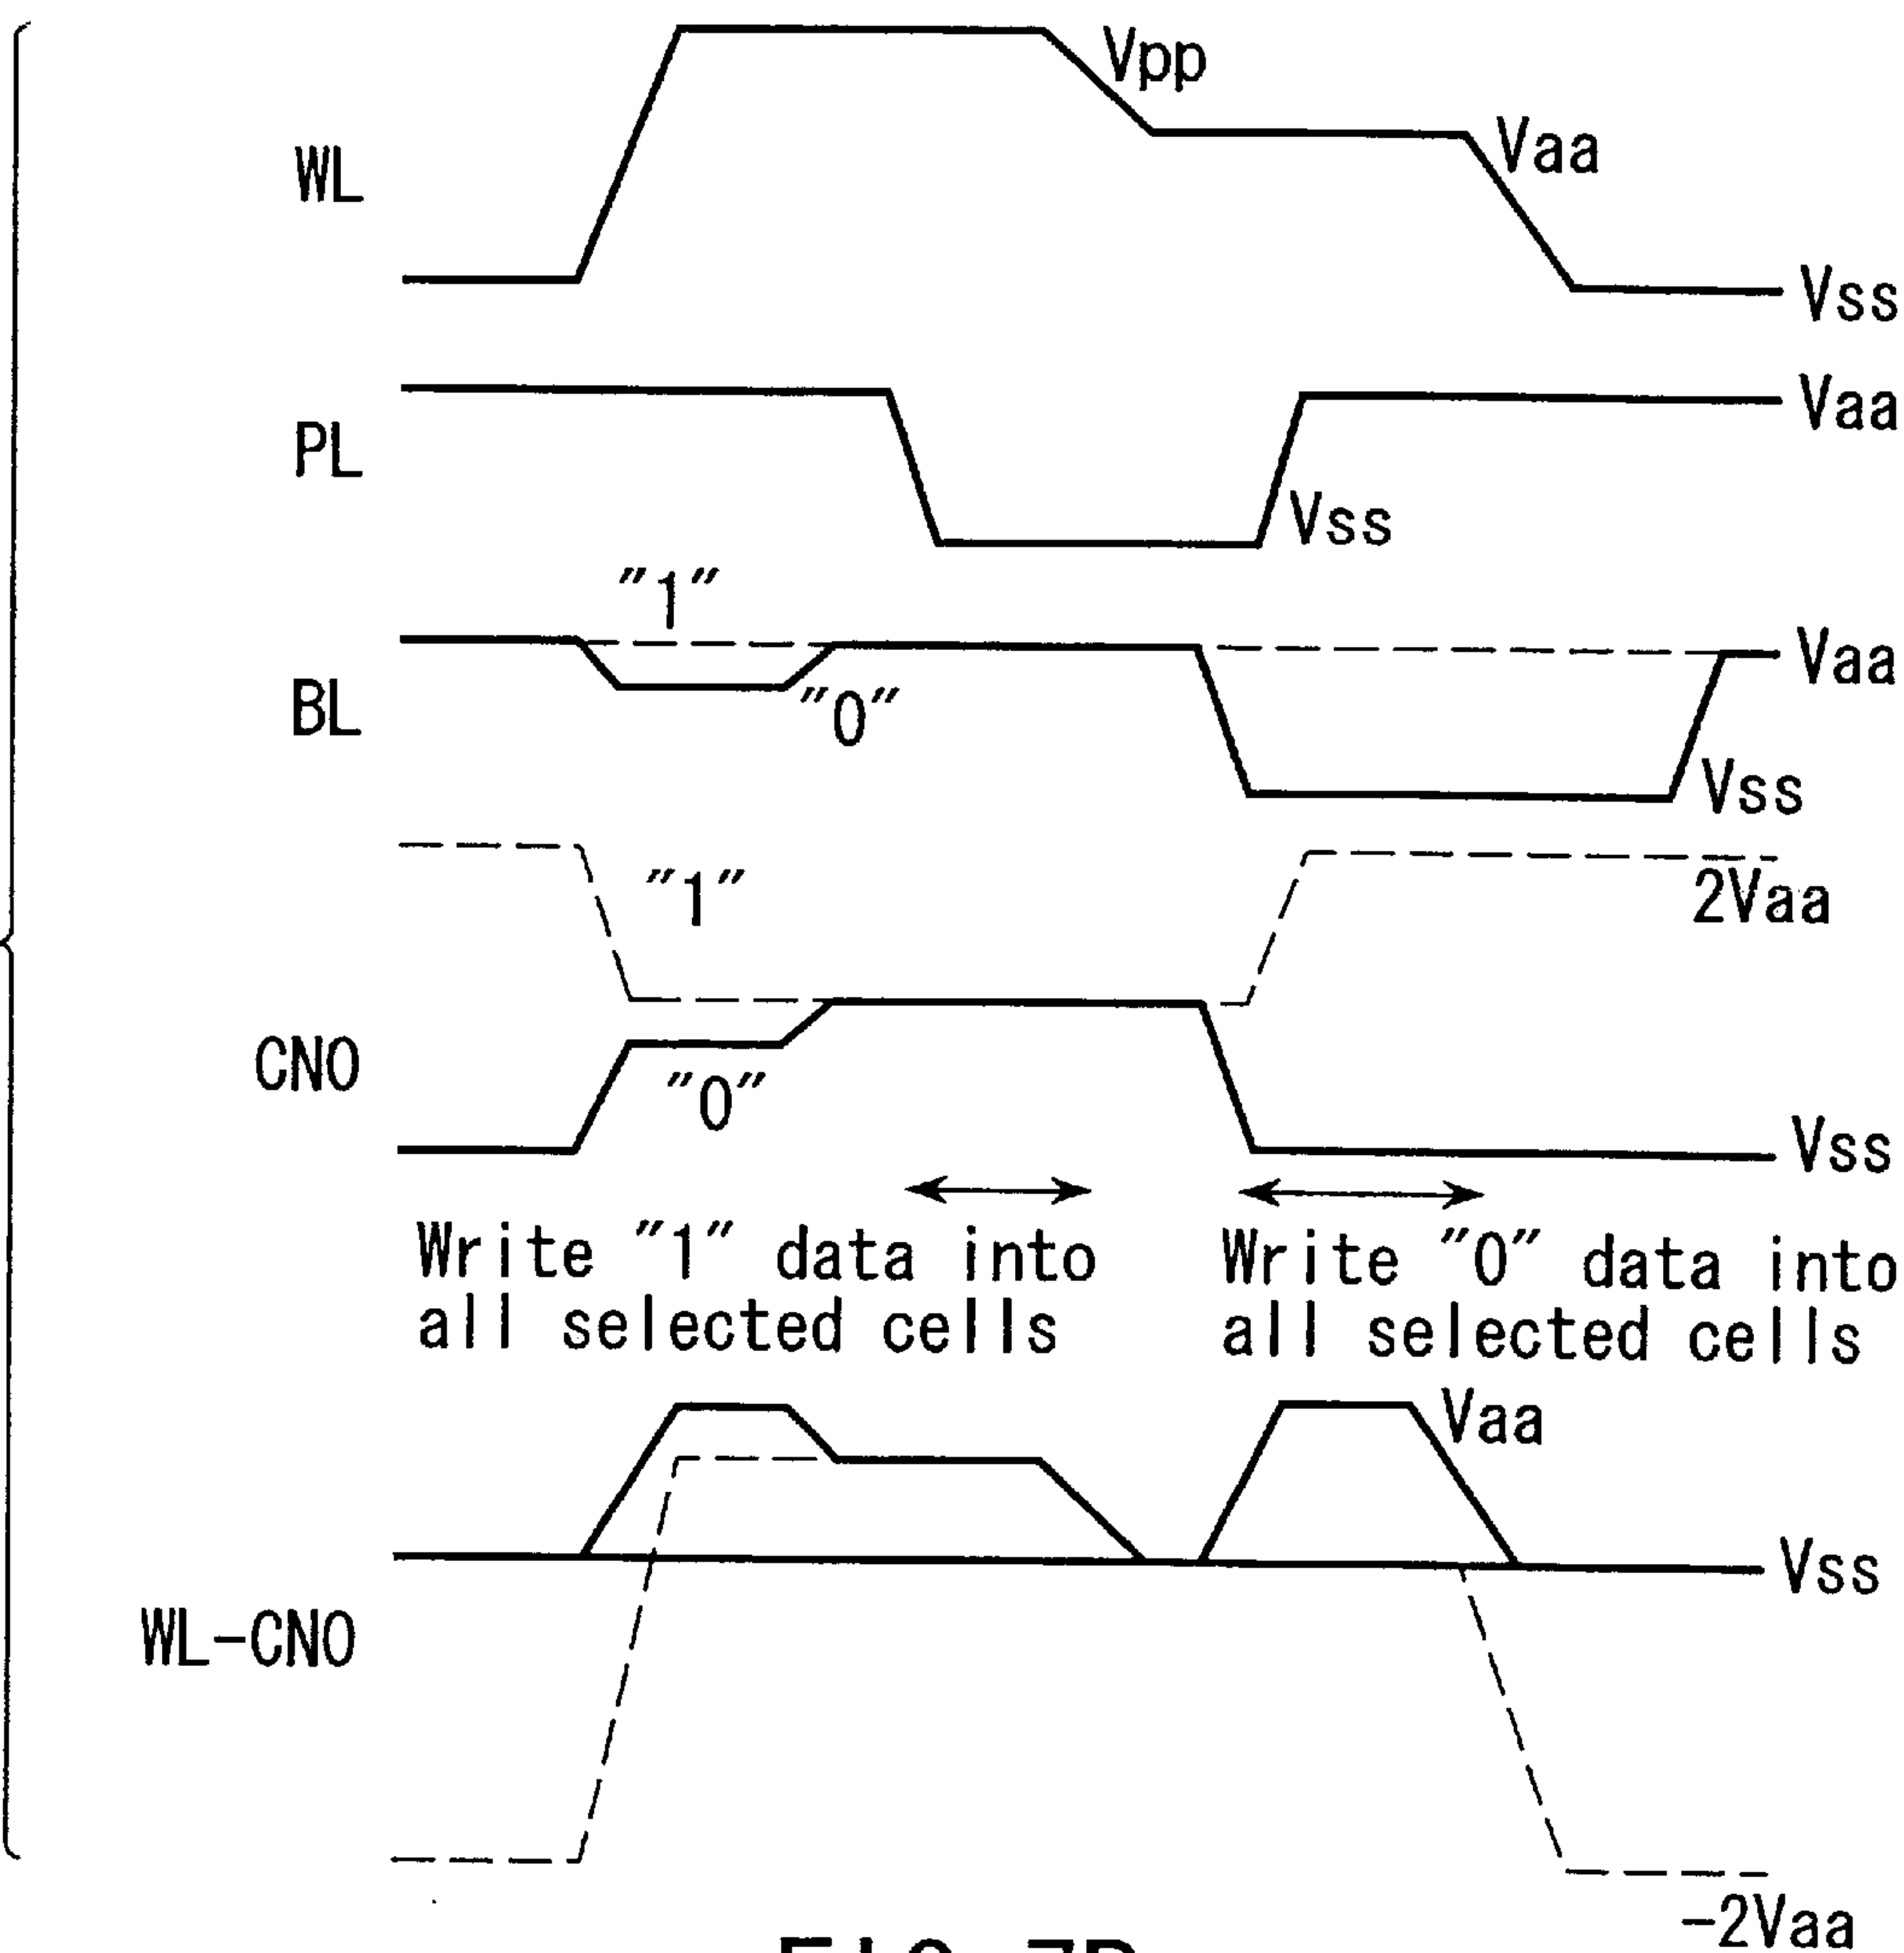 Vpp
WL
Vaa
Vss
PL
Vaa
Vss
"1"
BL
"0"
Vaa
Vss
"1"
2Vaa
CNO
"0"
Vss
Write "1" data into
all selected cells
Write "0" data into
all selected cells
Vaa
Vss
WL-CNO
-2Vaa